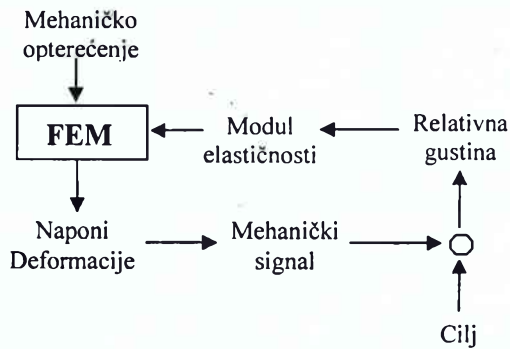 Mehaničko
opterećenje
FEM
Modul
elastičnosti
Relativna
gustina
Naponi
Deformacije
Mehanički
signal
Cilj